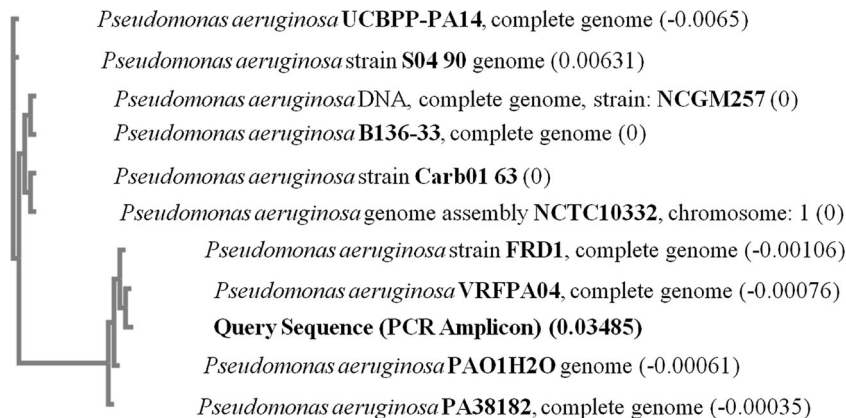 Pseudomonas aeruginosa UCBPP-PA14, complete genome (-0.0065)
Pseudomonas aeruginosa strain S04 90 genome (0.00631)
Pseudomonas aeruginosa DNA, complete genome, strain: NCGM257 (0)
Pseudomonas aeruginosa B136-33, complete genome (0)
Pseudomonas aeruginosa strain Carb01 63 (0)
Pseudomonas aeruginosa genome assembly NCTC10332, chromosome: 1 (0)
Pseudomonas aeruginosa strain FRD1, complete genome (-0.00106)
Pseudomonas aeruginosa VRFPA04, complete genome (-0.00076)
Query Sequence (PCR Amplicon) (0.03485)
Pseudomonas aeruginosa PAO1H2O genome (-0.00061)
Pseudomonas aeruginosa PA38182, complete genome (-0.00035)